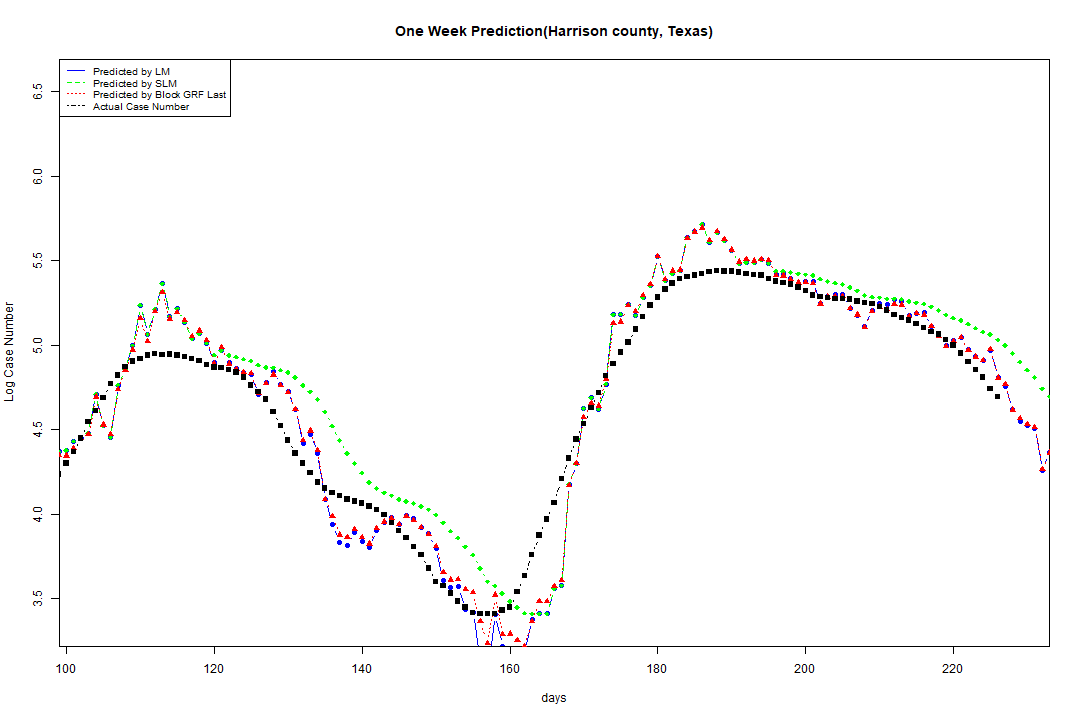 One Week Prediction(Harrison county, Texas)
Predicted by LM
Predicted by SLM
Predicted by Block GRF Last
Actual Case Number
Log Case Number
6.5
6.0
5.5
5.0
4.5
4.0
3.5
100 120 140 160 180 200 220
days